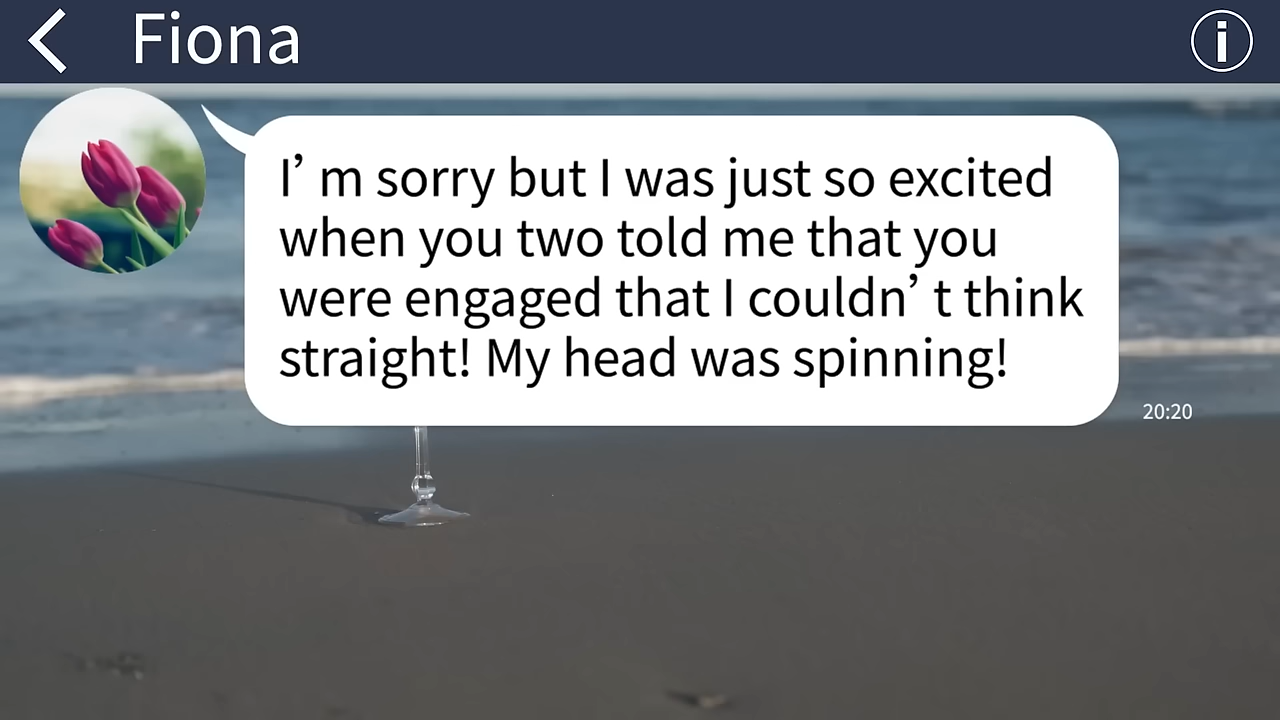 Fiona
I’m sorry but I was just so excited
when you two told me that you
were engaged that I couldn’t think
straight! My head was spinning!
20:20